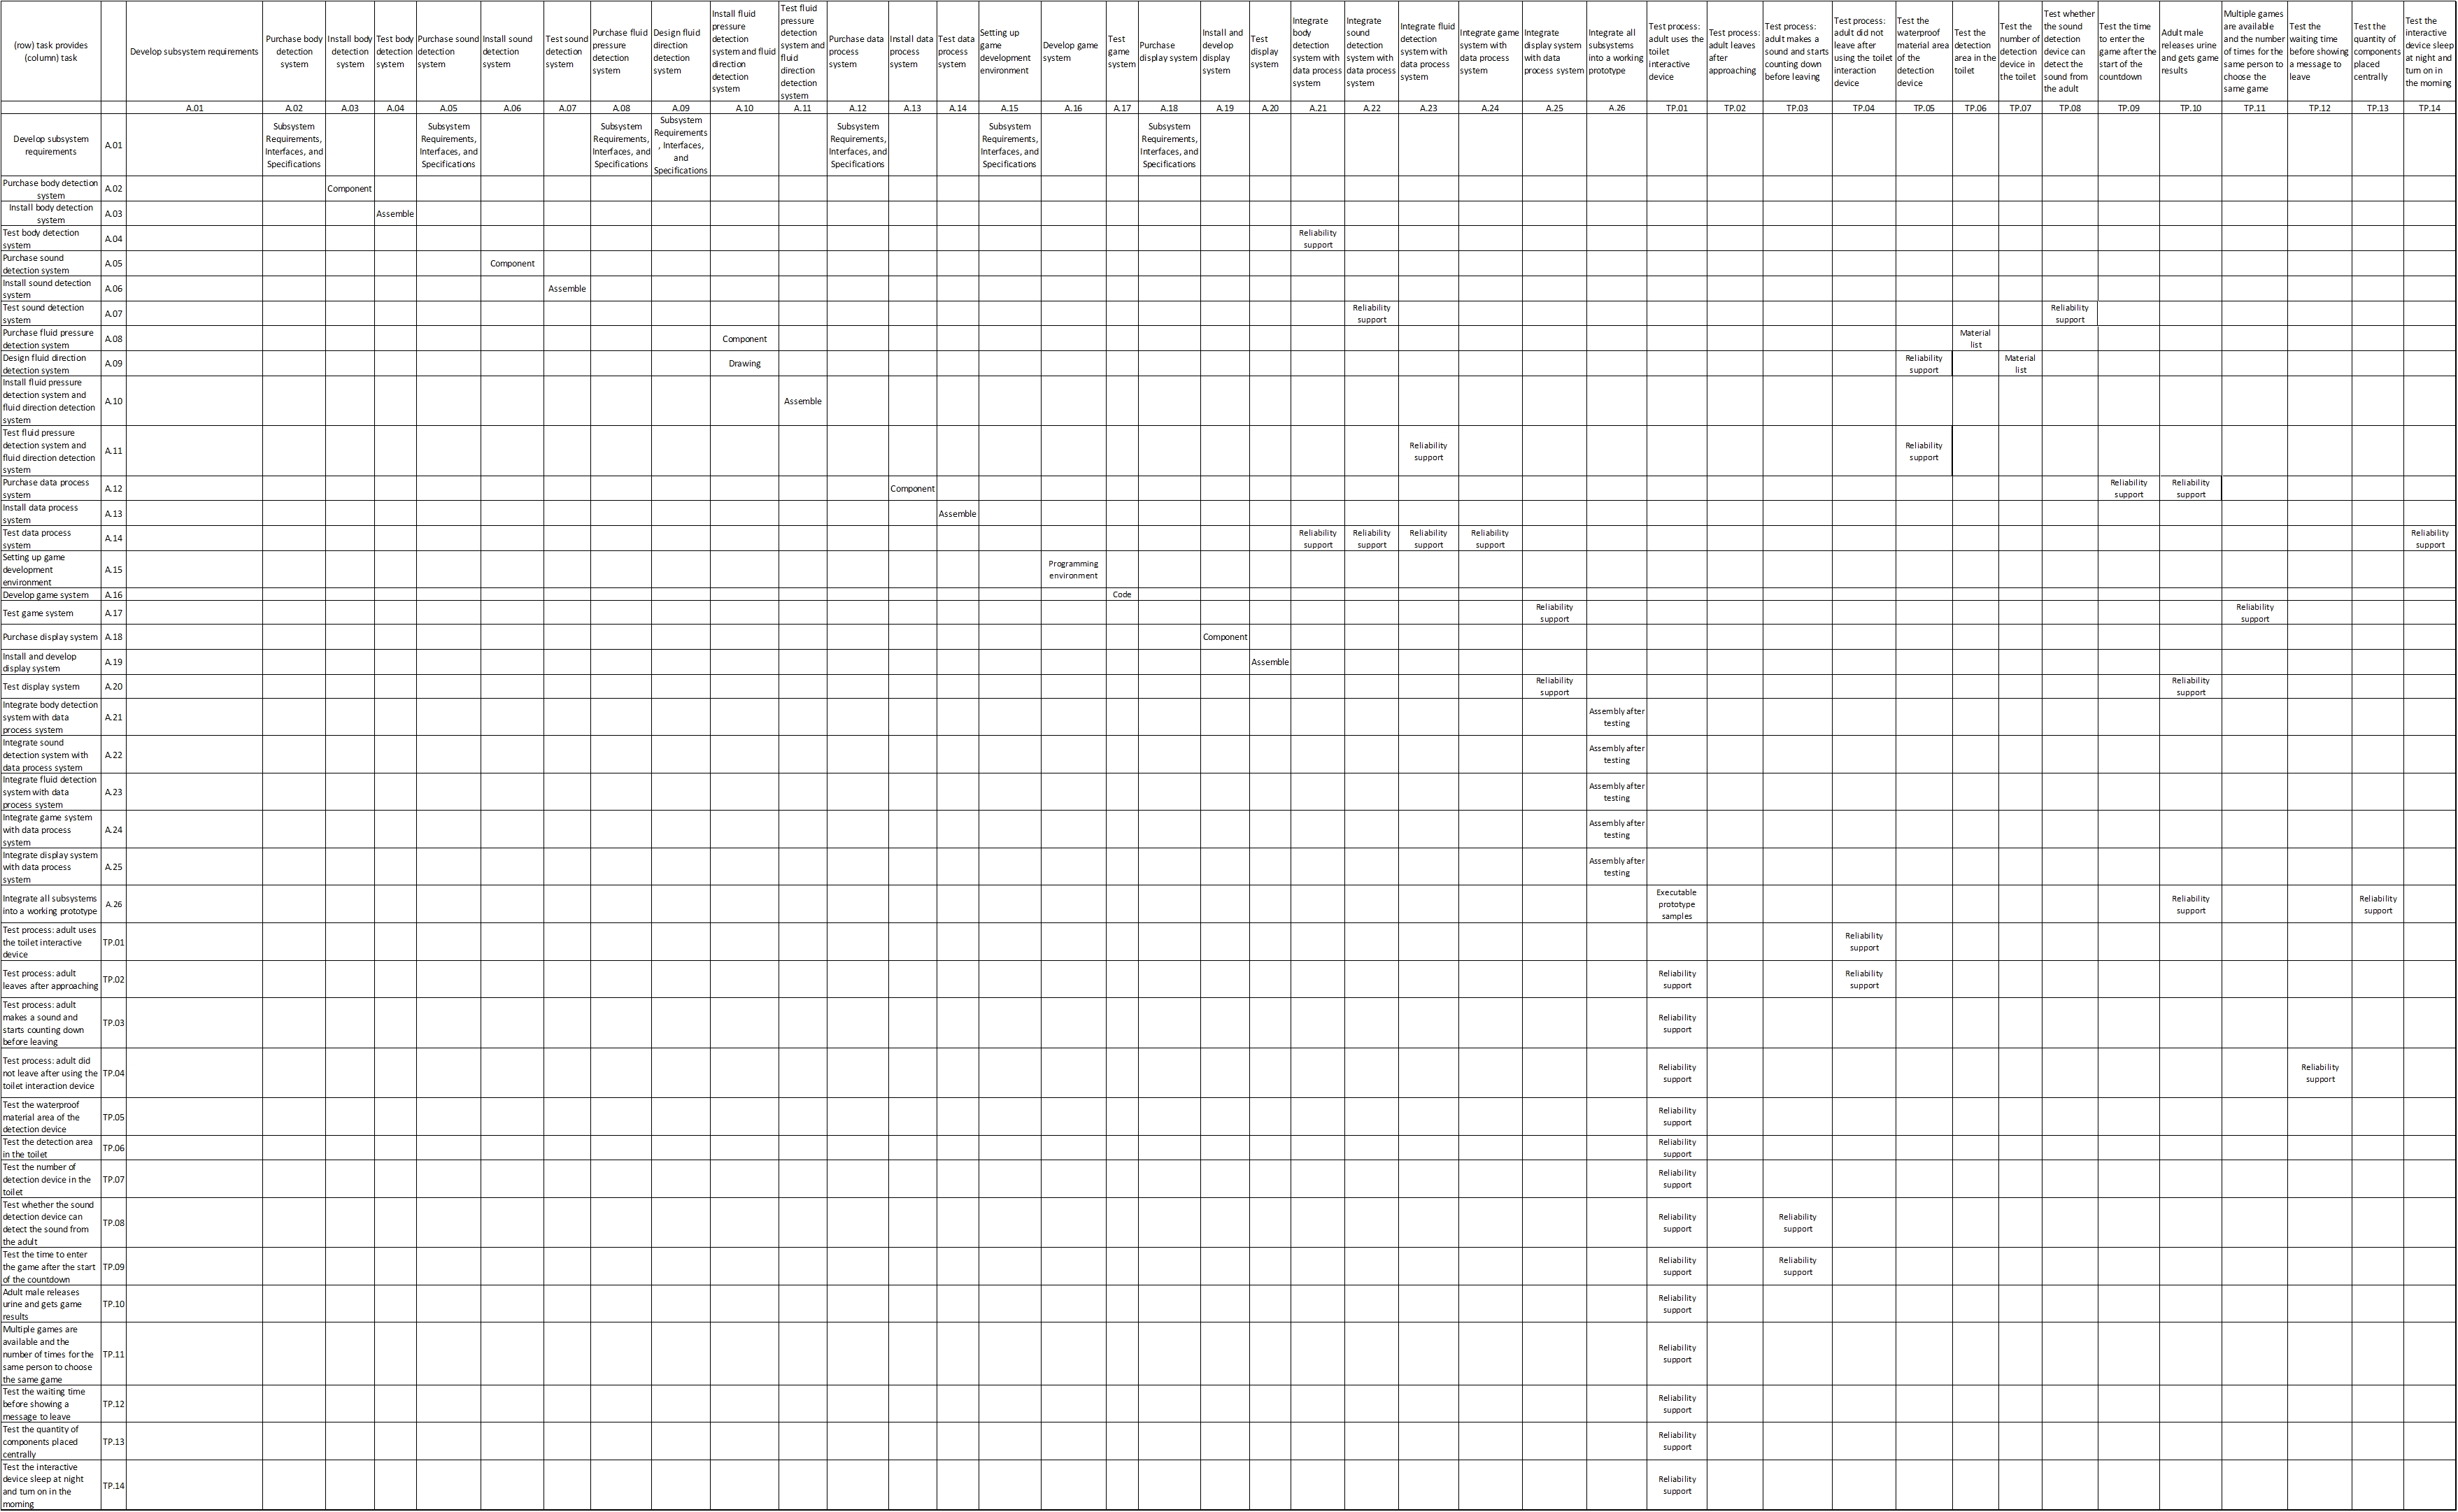 (row) task provides
(column) task
Develop subsystem requirements
Purchase body
detection
system
Install body
detection
system
Test body
detection
system
Purchase sound
detection
system
Install sound
detection
system
Test sound
detection
system
Purchase fluid
pressure
detection
system
Design fluid
direction
detection
system
Install fluid
pressure
detection
system and fluid
direction
detection
system
Test fluid
pressure
detection
system and
fluid
direction
detection
system
Purchase data
process
system
Install data
process
system
Test data
process
system
Setting up
game
development
environment
Develop game
system
Test
game
system
Purchase
display system
Install and
develop
display
system
Test
display
system
Integrate
body
detection
system with
data process
system
Integrate
sound
detection
system with
data process
system
Integrate fluid
detection
system with
data process
system
Integrate game
system with
data process
system
Integrate
display system
with data
process system
Integrate all
subsystems
into a working
prototype
Test process:
adult uses the
toilet
interactive
device
Test process:
adult leaves
after
approaching
Test process:
adult makes a
sound and starts
counting down
before leaving
Test process:
adult did not
leave after
using the toilet
interaction
device
Test the
waterproof
material area
of the
detection
device
Test the
detection
area in the
toilet
Test the
number of
detection
device in
the toilet
Test whether
the sound
detection
device can
detect the
sound from
the adult
Test the time
to enter the
game after the
start of the
countdown
Adult male
releases urine
and gets game
results
Multiple games
are available
and the number
of times for the
same person to
choose the
same game
Test the
waiting time
before showing
a message to
leave
Test the
quantity of
components
placed
centrally
Test the
interactive
device sleep
at night and
turn on in
the morning
A.01 A.02 A.03 A.04 A.05 A.06 A.07 A.08 A.09 A.10 A.11 A.12 A.13 A.14 A.15 A.16 A.17 A.18 A.19 A.20 A.21 A.22 A.23 A.24 A.25 A.26 TP.01 TP.02 TP.03 TP.04 TP.05 TP.06 TP.07 TP.08 TP.09 TP.10 TP.11 TP.12 TP.13 TP.14
Develop subsystem
requirements
A.01
Subsystem
Requirements,
Interfaces, and
Specifications
Subsystem
Requirements,
Interfaces, and
Specifications
Subsystem
Requirements,
Interfaces, and
Specifications
Subsystem
Requirements
, Interfaces,
and
Specifications
Subsystem
Requirements,
Interfaces, and
Specifications
Subsystem
Requirements,
Interfaces, and
Specifications
Subsystem
Requirements,
Interfaces, and
Specifications
Purchase body detection
system
A.02
Component
Install body detection
system
A.03
Assemble
Test body detection
system
A.04
Reliability
support
Purchase sound
detection system
A.05
Component
Install sound detection
system
A.06
Assemble
Test sound detection
system
A.07
Reliability
support
Reliability
support
Purchase fluid pressure
detection system
A.08
Component
Material
list
Design fluid direction
detection system
A.09
Drawing
Reliability
support
Material
list
Install fluid pressure
detection system and
fluid direction detection
system
A.10
Assemble
Test fluid pressure
detection system and
fluid direction detection
system
A.11
Reliability
support
Reliability
support
Purchase data process
system
A.12
Component
Reliability
support
Reliability
support
Install data process
system
A.13
Assemble
Test data process
system
A.14
Reliability
support
Reliability
support
Reliability
support
Reliability
support
Reliability
support
Setting up game
development
environment
A.15
Programming
environment
Develop game system
A.16
Code
Test game system
A.17
Reliability
support
Reliability
support
Purchase display system
A.18
Component
Install and develop
display system
A.19
Assemble
Test display system
A.20
Reliability
support
Reliability
support
Integrate body detection
system with data
process system
A.21
Assembly after
testing
Integrate sound
detection system with
data process system
A.22
Assembly after
testing
Integrate fluid detection
system with data
process system
A.23
Assembly after
testing
Integrate game system
with data process
system
A.24
Assembly after
testing
Integrate display system
with data process
system
A.25
Assembly after
testing
Integrate all subsystems
into a working prototype
A.26
Executable
prototype
samples
Reliability
support
Reliability
support
Test process: adult uses
the toilet interactive
device
TP.01
Reliability
support
Test process: adult
leaves after approaching
TP.02
Reliability
support
Reliability
support
Test process: adult
makes a sound and
starts counting down
before leaving
TP.03
Reliability
support
Test process: adult did
not leave after using the
toilet interaction device
TP.04
Reliability
support
Reliability
support
Test the waterproof
material area of the
detection device
TP.05
Reliability
support
Test the detection area
in the toilet
TP.06
Reliability
support
Test the number of
detection device in the
toilet
TP.07
Reliability
support
Test whether the sound
detection device can
detect the sound from
the adult
TP.08
Reliability
support
Reliability
support
Test the time to enter
the game after the start
of the countdown
TP.09
Reliability
support
Reliability
support
Adult male releases
urine and gets game
results
TP.10
Reliability
support
Multiple games are
available and the
number of times for the
same person to choose
the same game
TP.11
Reliability
support
Test the waiting time
before showing a
message to leave
TP.12
Reliability
support
Test the quantity of
components placed
centrally
TP.13
Reliability
support
Test the interactive
device sleep at night
and turn on in the
morning
TP.14
Reliability
support